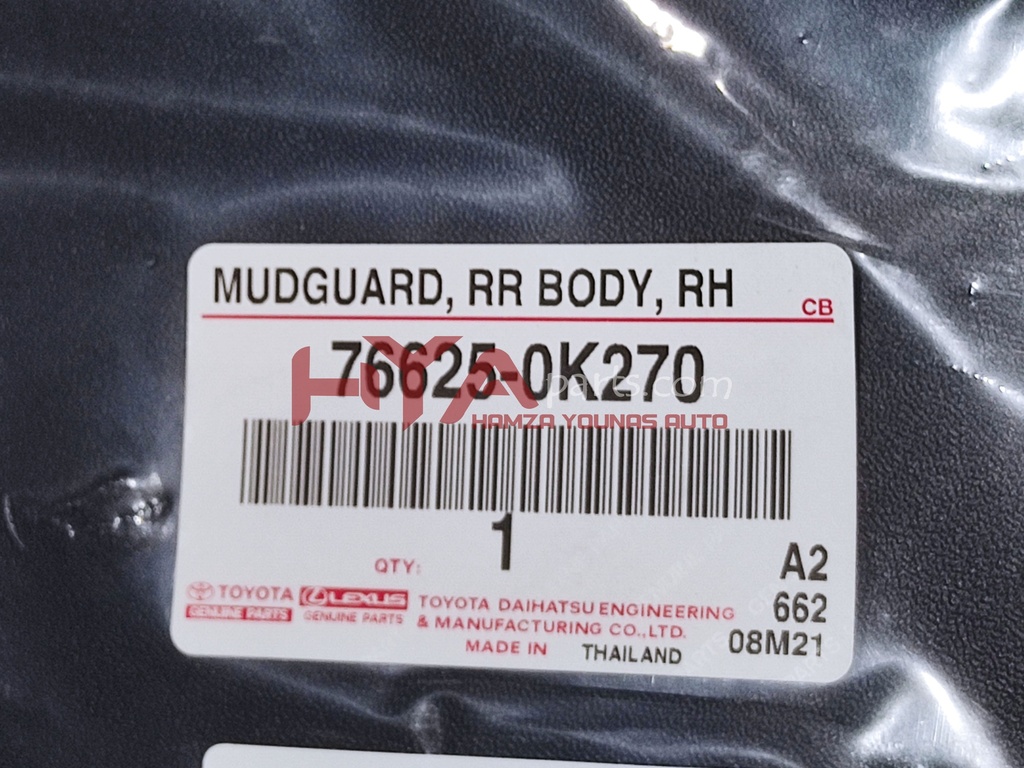 MUDGUARD, RR BODY, RH
CB
76625-0K270
HYA parts.com
HAMZA YOUNAS AUTO
1
QTY:
A2
TOYOTA
GENUINE PARTS
LEXUS
GENUINE PARTS
TOYOTA DAIHATSU ENGINEERING
& MANUFACTURING CO.,LTD.
662
MADE IN THAILAND
08M21